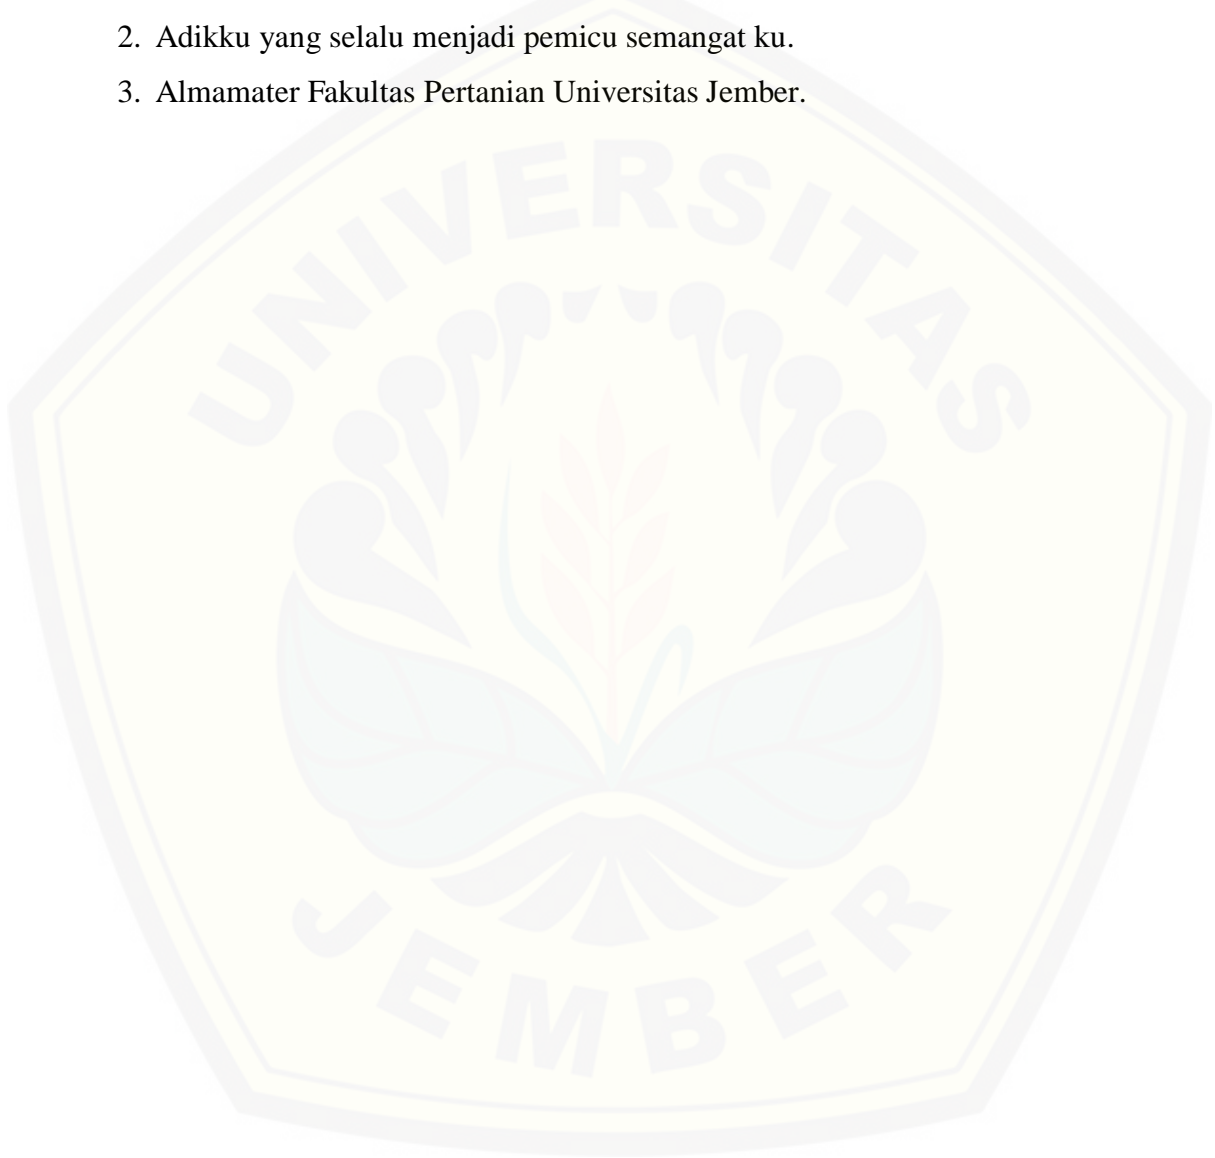 2. Adikku yang selalu menjadi pemicu semangat ku.
3. Almamater Fakultas Pertanian Universitas Jember.
UNIVERSITAS
JEMBER